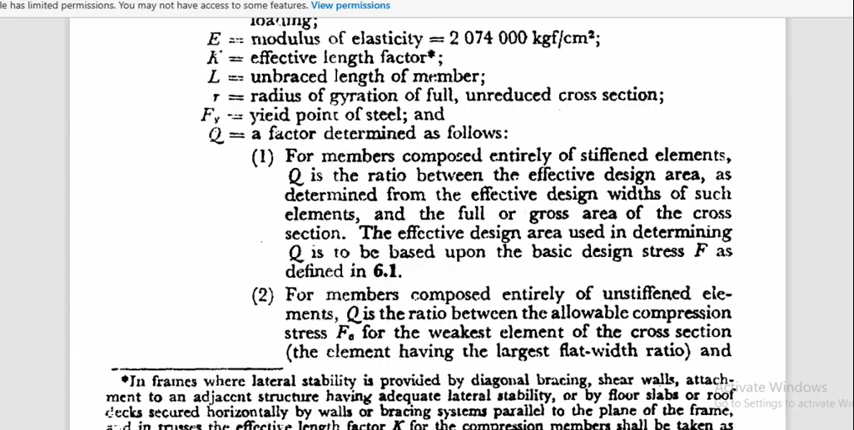 le has limited permissions. You may not have access to some features. View permissions
loading;
E = modulus of elasticity = 2 074 000 kgf/cm²;
K = effective length factor*;
L = unbraced length of member;
r = radius of gyration of full, unreduced cross section;
Fy = yield point of steel; and
Q = a factor determined as follows:
(1) For members composed entirely of stiffened elements,
Q is the ratio between the effective design area, as
determined from the effective design widths of such
elements, and the full or gross area of the cross
section. The effective design area used in determining
Q is to be based upon the basic design stress F as
defined in 6.1.
(2) For members composed entirely of unstiffened ele-
ments, Q is the ratio between the allowable compression
stress Fc for the weakest element of the cross section
(the element having the largest flat-width ratio) and
*In frames where lateral stability is provided by diagonal bracing, shear walls, attach-
ment to an adjacent structure having adequate lateral stability, or by floor slabs or roof
decks secured horizontally by walls or bracing systems parallel to the plane of the frame,
and in trusses the effective length factor K for the compression members shall be taken as
Activate Windows
Go to Settings to activate Win